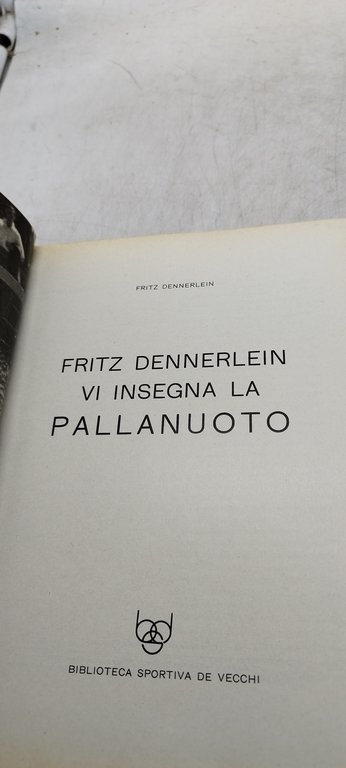 FRITZ DENNERLEIN
FRITZ DENNERLEIN
VI INSEGNA LA
PALLANUOTO
BIBLIOTECA SPORTIVA DE VECCHI